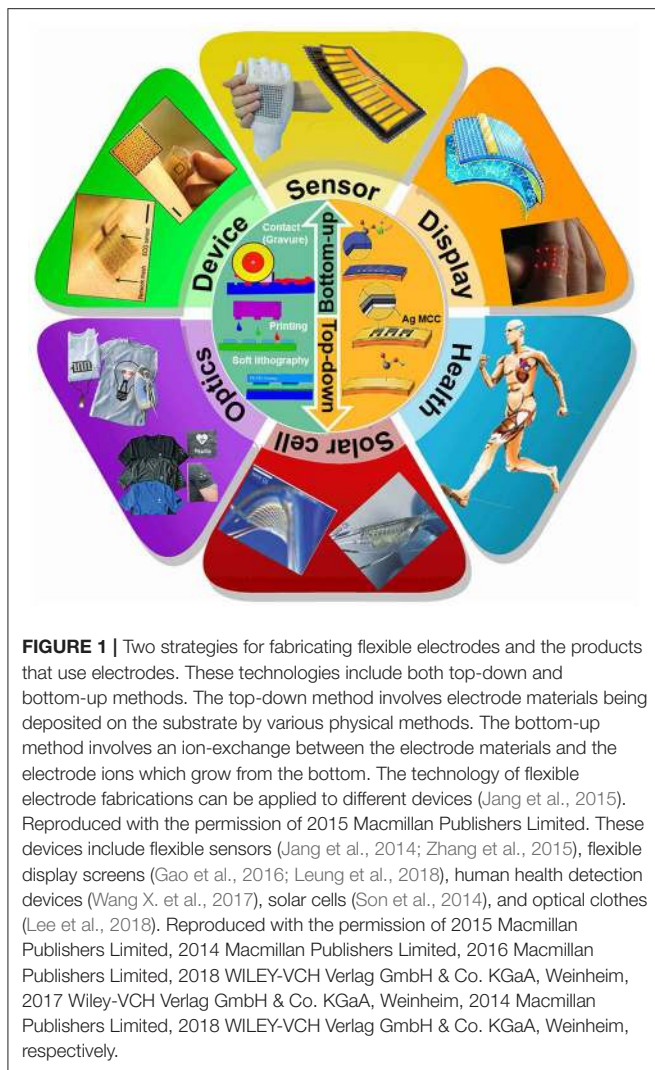 Sensor
Display
Health
Solar cell
Optics
Device
Contact
(Gravure)
Printing
Soft lithography
Bottom-up
Top-down
Ag MCC
ECG sensor
FIGURE 1 | Two strategies for fabricating flexible electrodes and the products
that use electrodes. These technologies include both top-down and
bottom-up methods. The top-down method involves electrode materials being
deposited on the substrate by various physical methods. The bottom-up
method involves an ion-exchange between the electrode materials and the
electrode ions which grow from the bottom. The technology of flexible
electrode fabrications can be applied to different devices (Jang et al., 2015).
Reproduced with the permission of 2015 Macmillan Publishers Limited. These
devices include flexible sensors (Jang et al., 2014; Zhang et al., 2015), flexible
display screens (Gao et al., 2016; Leung et al., 2018), human health detection
devices (Wang X. et al., 2017), solar cells (Son et al., 2014), and optical clothes
(Lee et al., 2018). Reproduced with the permission of 2015 Macmillan
Publishers Limited, 2014 Macmillan Publishers Limited, 2016 Macmillan
Publishers Limited, 2018 WILEY-VCH Verlag GmbH & Co. KGaA, Weinheim,
2017 Wiley-VCH Verlag GmbH & Co. KGaA, Weinheim, 2014 Macmillan
Publishers Limited, 2018 WILEY-VCH Verlag GmbH & Co. KGaA, Weinheim,
respectively.